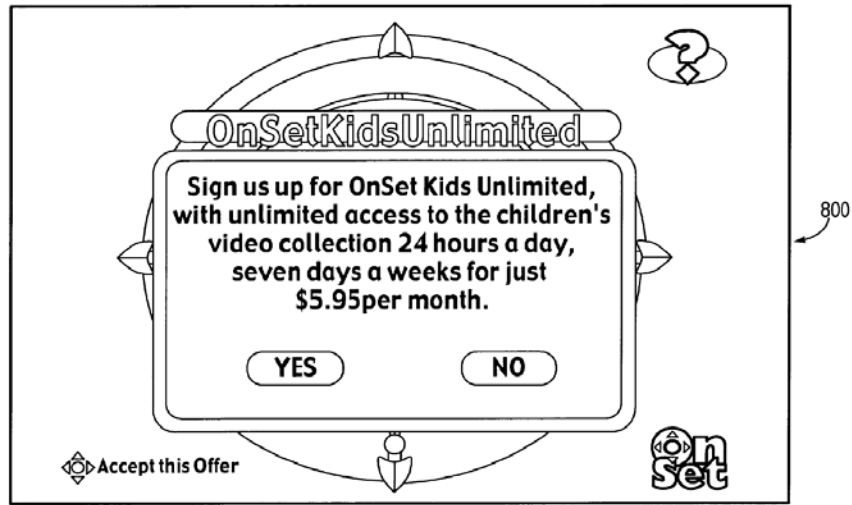 ?
OnSetKidsUnlimited
Sign us up for OnSet Kids Unlimited,
with unlimited access to the children's
video collection 24 hours a day,
seven days a weeks for just
$5.95per month.
YES NO
Accept this Offer
On
Set
800